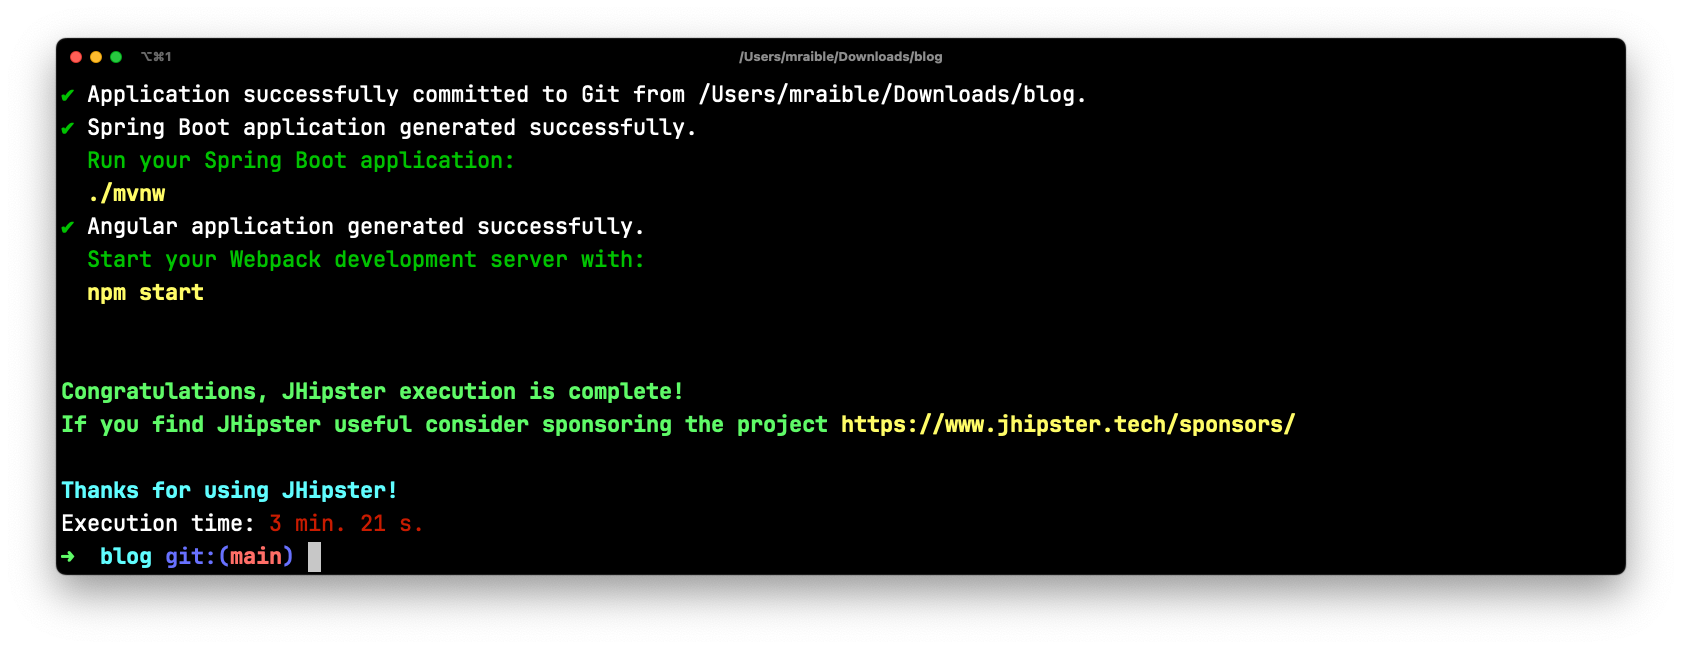 ⌥⌘1
/Users/mraible/Downloads/blog
✔ Application successfully committed to Git from /Users/mraible/Downloads/blog.
✔ Spring Boot application generated successfully.
Run your Spring Boot application:
./mvnw
✔ Angular application generated successfully.
Start your Webpack development server with:
npm start
Congratulations, JHipster execution is complete!
If you find JHipster useful consider sponsoring the project https://www.jhipster.tech/sponsors/
Thanks for using JHipster!
Execution time: 3 min. 21 s.
➜ blog git:(main)